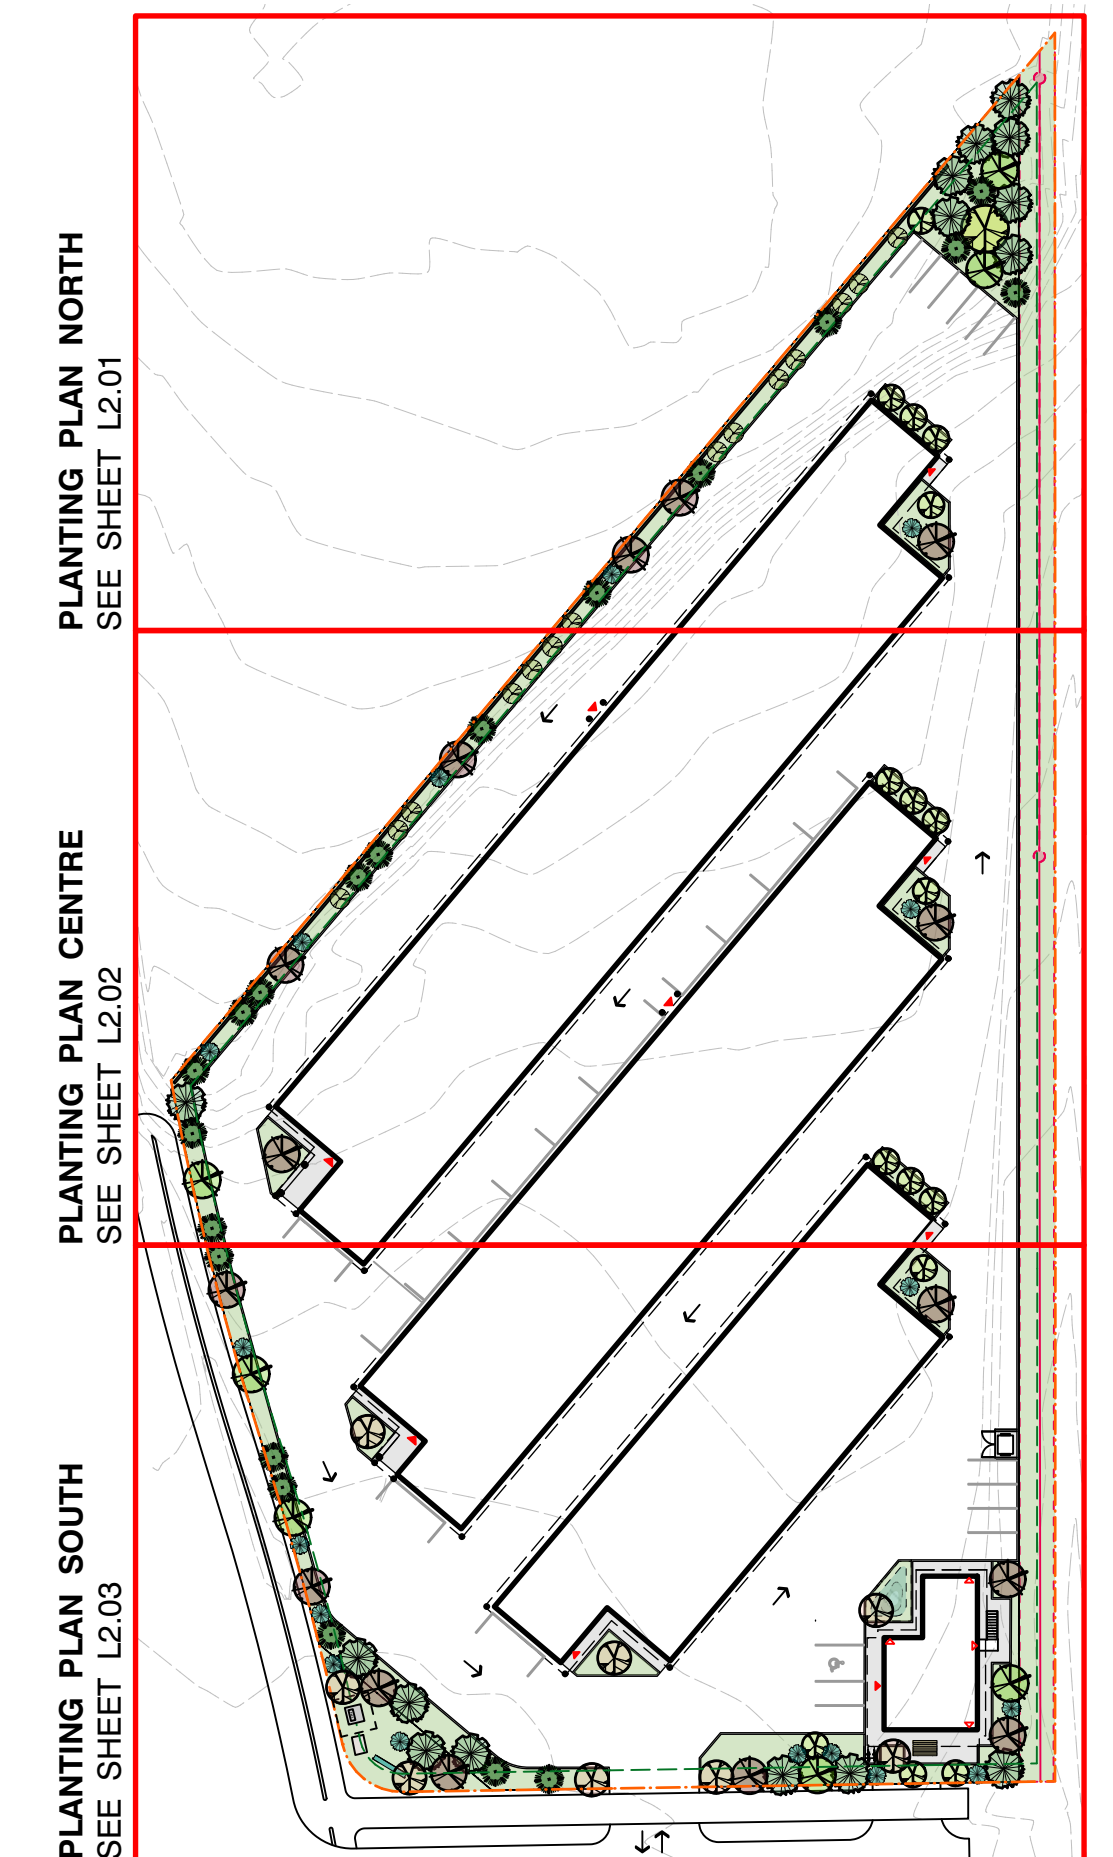 PLANTING PLAN NORTH
SEE SHEET L2.01
PLANTING PLAN CENTRE
SEE SHEET L2.02
PLANTING PLAN SOUTH
SEE SHEET L2.03